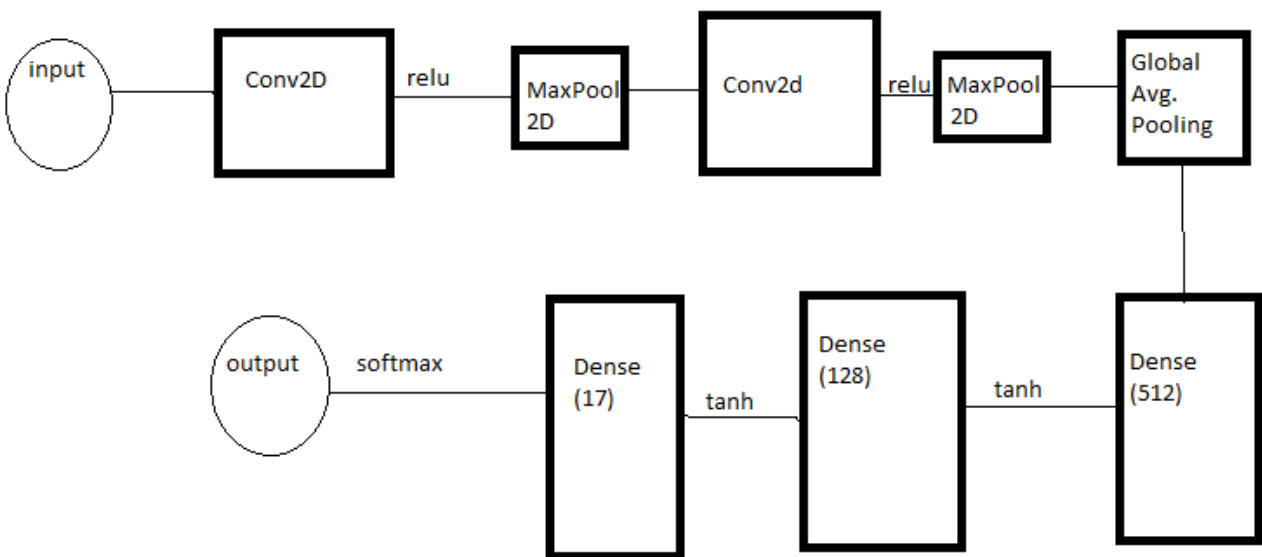 input
Conv2D
relu
MaxPool
2D
Conv2d
relu
MaxPool
2D
Global
Avg.
Pooling
Dense
(512)
tanh
Dense
(128)
tanh
Dense
(17)
softmax
output